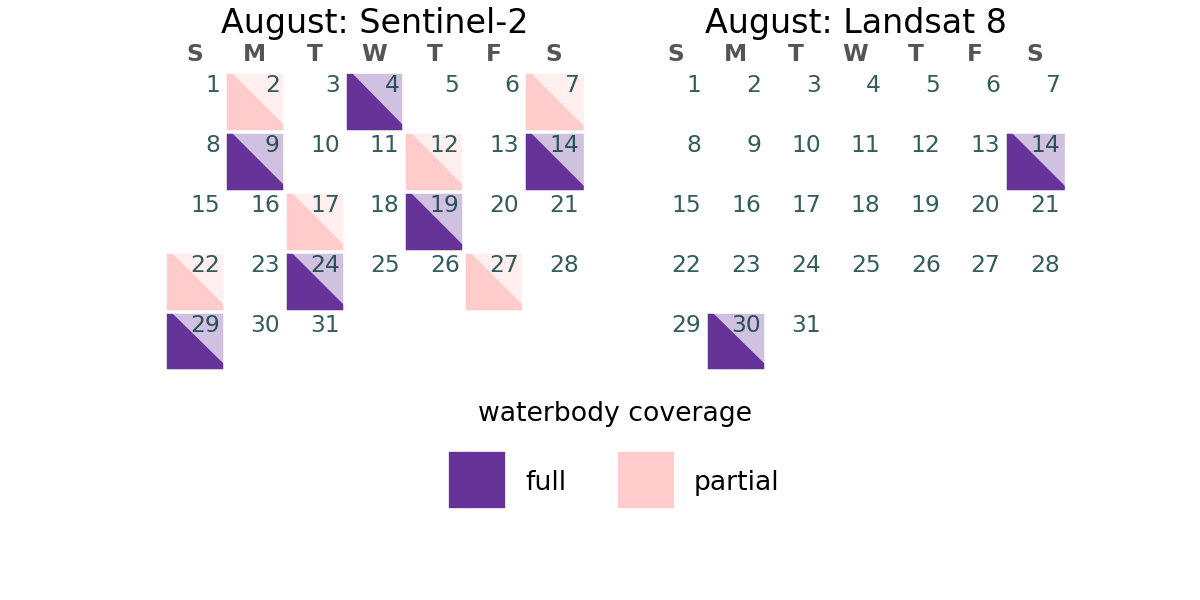 August: Sentinel-2
S M T W T F S
1 2 3 4 5 6 7
8 9 10 11 12 13 14
15 16 17 18 19 20 21
22 23 24 25 26 27 28
29 30 31
August: Landsat 8
S M T W T F S
1 2 3 4 5 6 7
8 9 10 11 12 13 14
15 16 17 18 19 20 21
22 23 24 25 26 27 28
29 30 31
waterbody coverage
full
partial